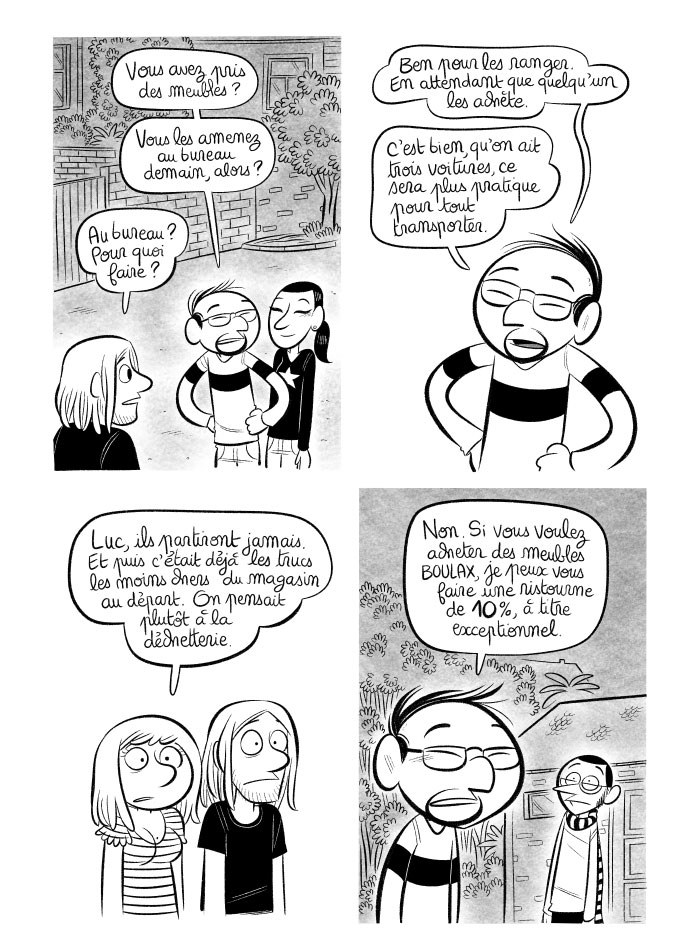 Vous avez pris
des meubles ?
Vous les amenez
au bureau
demain, alors ?
Au bureau ?
Pour quoi
faire ?
Ben pour les ranger.
En attendant que quelqu'un
les achète.
C'est bien, qu'on ait
trois voitures, ce
sera plus pratique
pour tout
transporter.
Luc, ils partiront jamais.
Et puis c'était déjà les trucs
les moins chers du magasin
au départ. On pensait
plutôt à la
déchetterie.
Non. Si vous voulez
acheter des meubles
BOULAX, je peux vous
faire une ristourne
de 10%, à titre
exceptionnel.